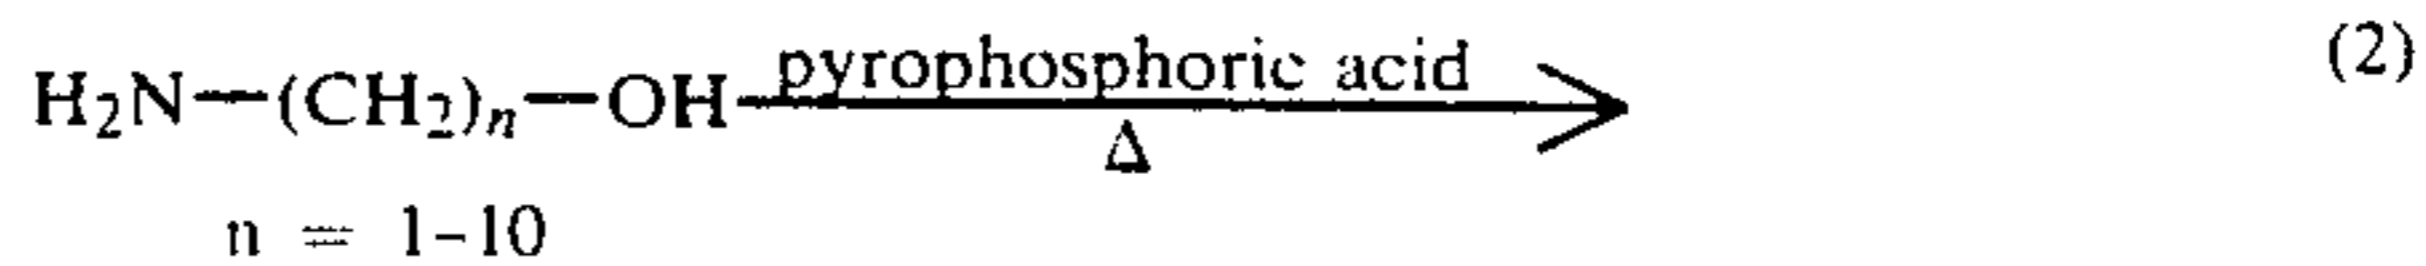 pyrophosphoric acid (2)
H₂N—(CH₂)ₙ—OH
Δ
n = 1–10